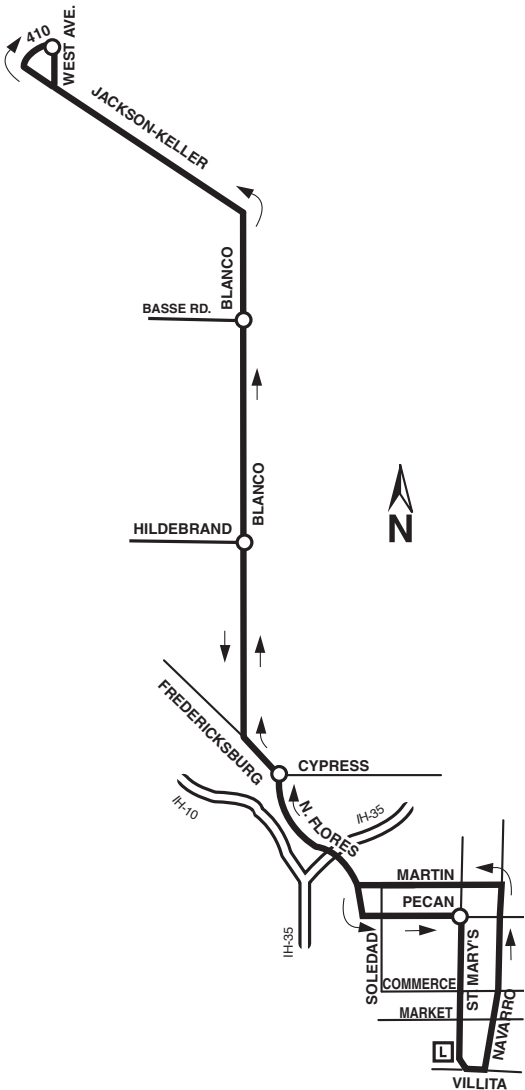 410
WEST AVE.
JACKSON-KELLER
BLANCO
BASSE RD.
BLANCO
HILDEBRAND
N
FREDERICKSBURG
CYPRESS
IH-10
N. FLORES
IH-35
IH-35
MARTIN
PECAN
SOLEDAD
ST. MARY'S
COMMERCE
MARKET
NAVARRO
L
VILLITA